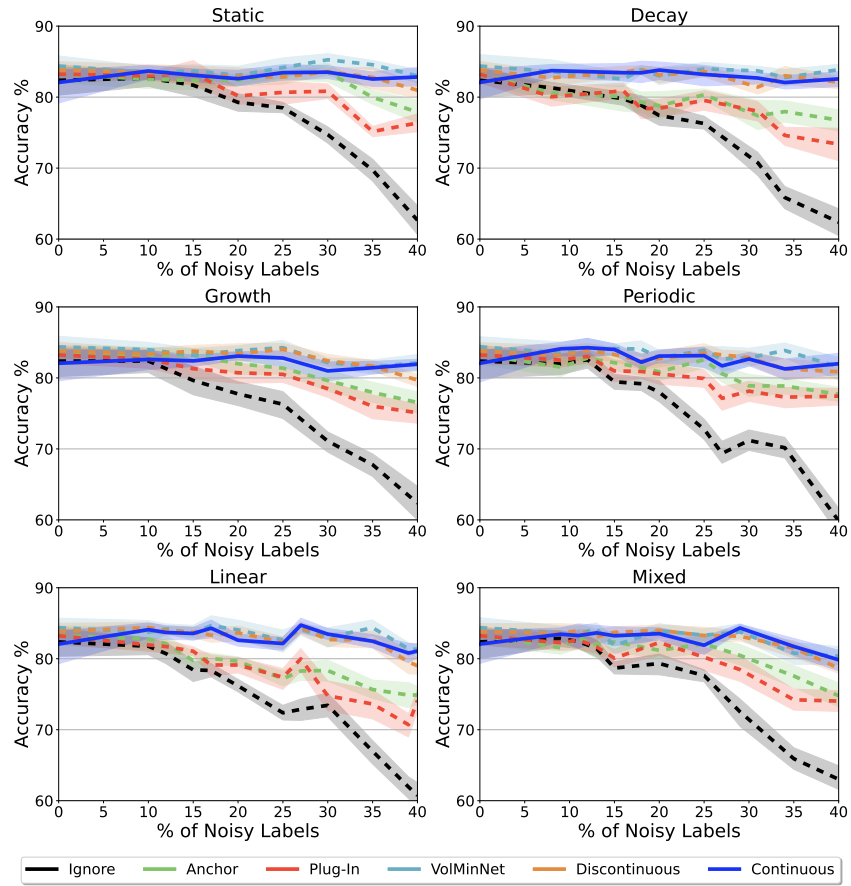 Static
Decay
90
80
70
60
Accuracy %
0 5 10 15 20 25 30 35 40
% of Noisy Labels
90
80
70
60
Accuracy %
0 5 10 15 20 25 30 35 40
% of Noisy Labels
Growth
Periodic
90
80
70
60
Accuracy %
0 5 10 15 20 25 30 35 40
% of Noisy Labels
90
80
70
60
Accuracy %
0 5 10 15 20 25 30 35 40
% of Noisy Labels
Linear
Mixed
90
80
70
60
Accuracy %
0 5 10 15 20 25 30 35 40
% of Noisy Labels
90
80
70
60
Accuracy %
0 5 10 15 20 25 30 35 40
% of Noisy Labels
Ignore Anchor Plug-In VolMinNet Discontinuous Continuous